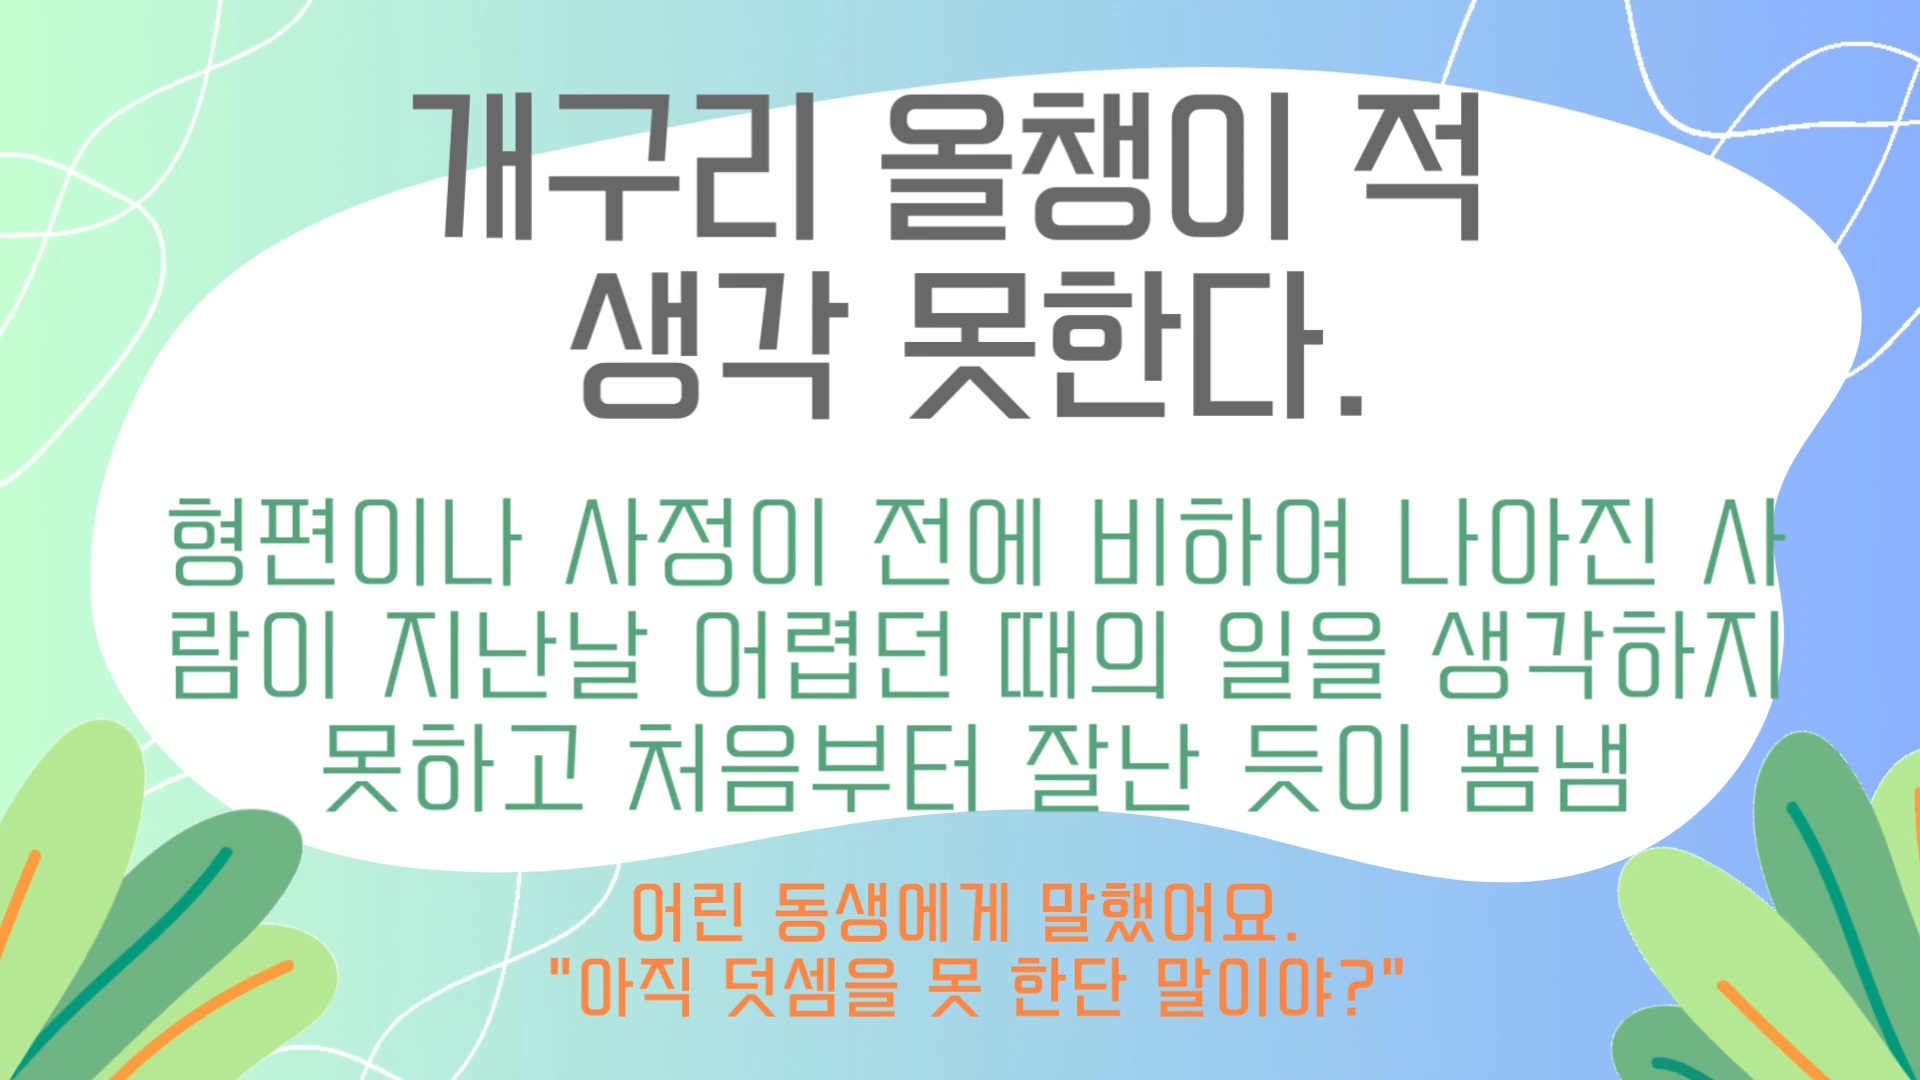 개구리 올챙이 적
생각 못한다.
형편이나 사정이 전에 비하여 나아진 사
람이 지난날 어렵던 때의 일을 생각하지
못하고 처음부터 잘난 듯이 뽐냄
어린 동생에게 말했어요.
"아직 덧셈을 못 한단 말이야?"